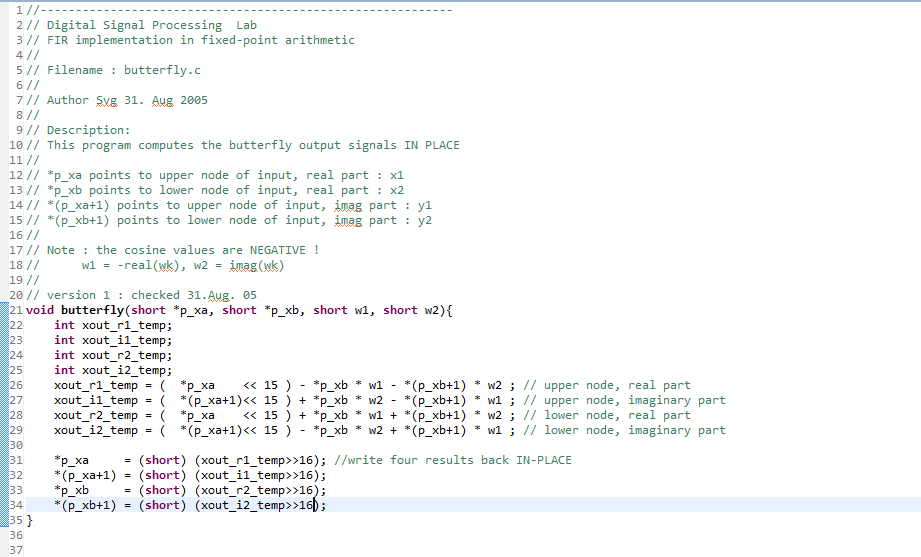 1 //------------------------------------------------------------
2 // Digital Signal Processing  Lab
3 // FIR implementation in fixed-point arithmetic
4 //
5 // Filename : butterfly.c
6 //
7 // Author Svg 31. Aug 2005
8 //
9 // Description:
10 // This program computes the butterfly output signals IN PLACE
11 //
12 // *p_xa points to upper node of input, real part : x1
13 // *p_xb points to lower node of input, real part : x2
14 // *(p_xa+1) points to upper node of input, imag part : y1
15 // *(p_xb+1) points to lower node of input, imag part : y2
16 //
17 // Note : the cosine values are NEGATIVE !
18 //      w1 = -real(wk), w2 = imag(wk)
19 //
20 // version 1 : checked 31.Aug. 05
21 void butterfly(short *p_xa, short *p_xb, short w1, short w2){
22     int xout_r1_temp;
23     int xout_i1_temp;
24     int xout_r2_temp;
25     int xout_i2_temp;
26     xout_r1_temp = (  *p_xa    << 15 ) - *p_xb * w1 - *(p_xb+1) * w2 ; // upper node, real part
27     xout_i1_temp = (  *(p_xa+1)<< 15 ) + *p_xb * w2 - *(p_xb+1) * w1 ; // upper node, imaginary part
28     xout_r2_temp = (  *p_xa    << 15 ) + *p_xb * w1 + *(p_xb+1) * w2 ; // lower node, real part
29     xout_i2_temp = (  *(p_xa+1)<< 15 ) - *p_xb * w2 + *(p_xb+1) * w1 ; // lower node, imaginary part
30
31     *p_xa     = (short) (xout_r1_temp>>16); //write four results back IN-PLACE
32     *(p_xa+1) = (short) (xout_i1_temp>>16);
33     *p_xb     = (short) (xout_r2_temp>>16);
34     *(p_xb+1) = (short) (xout_i2_temp>>16);
35 }
36
37